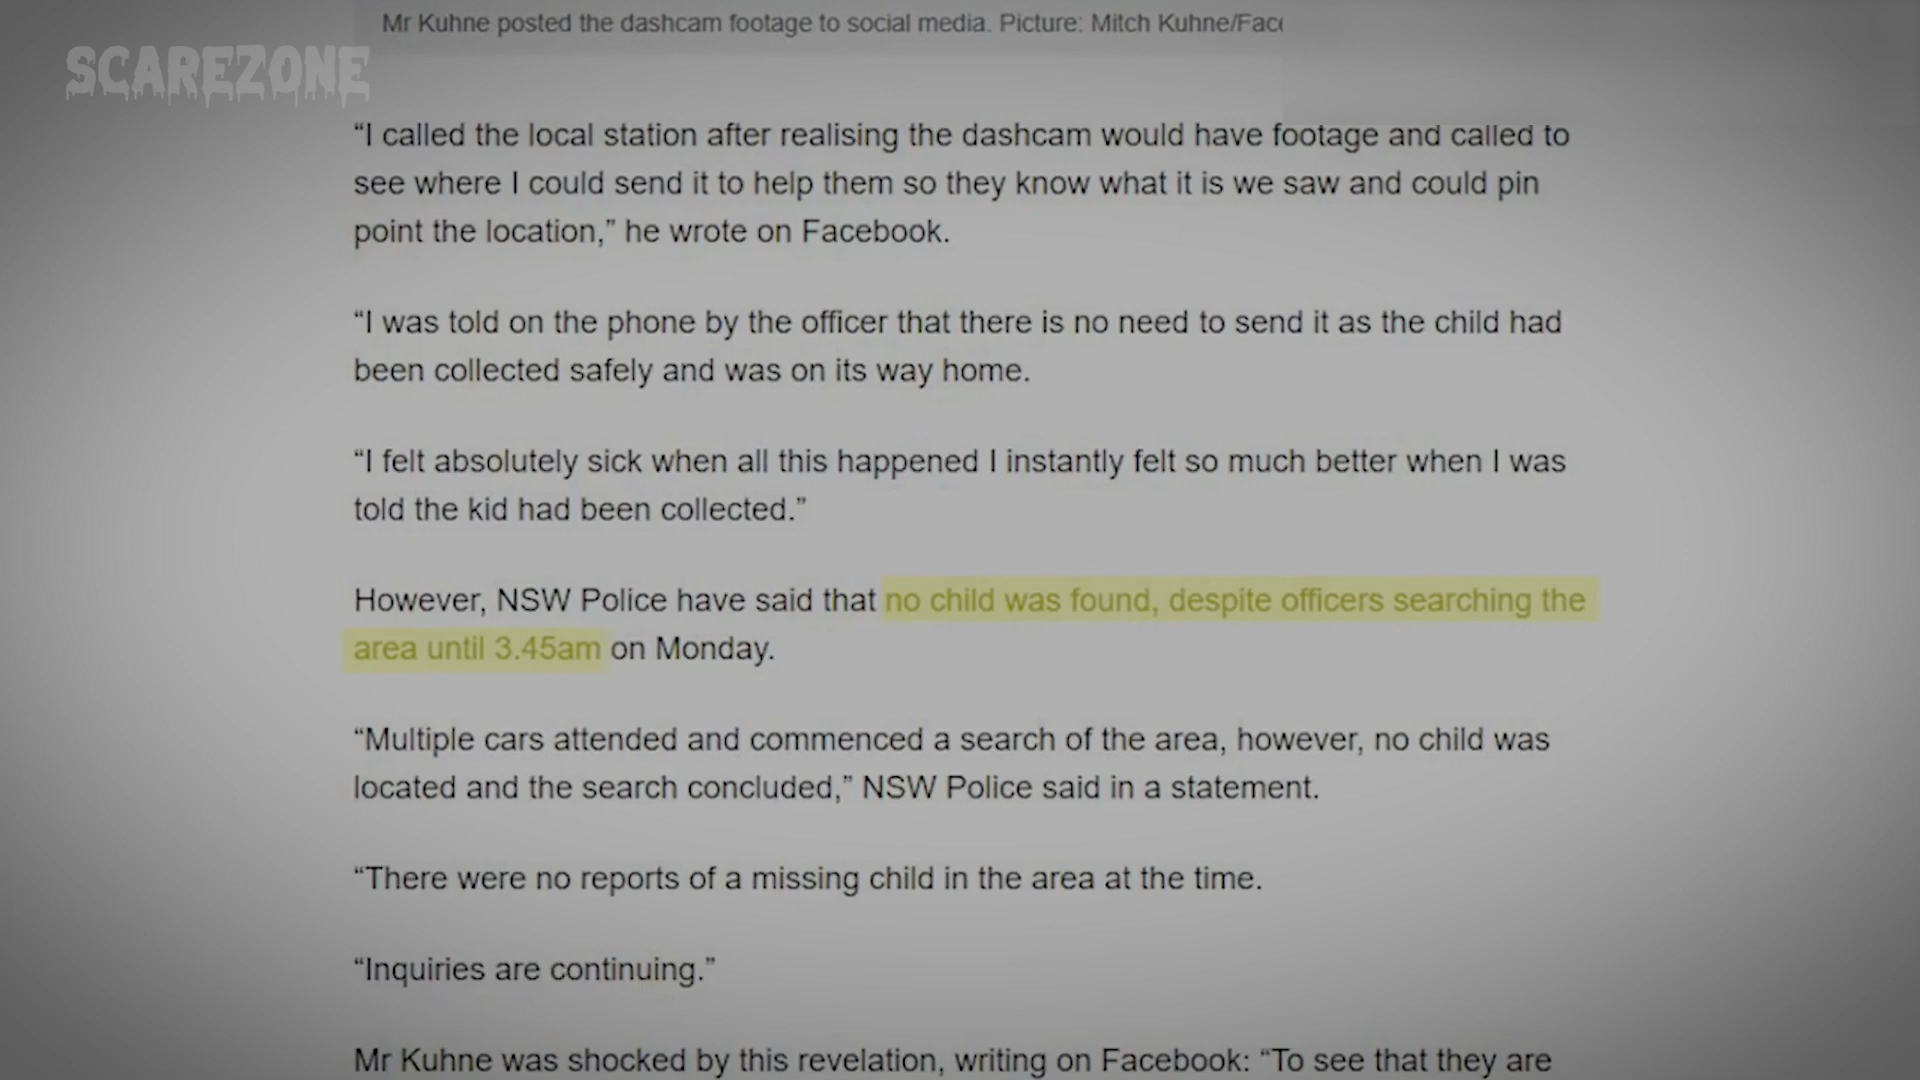 Mr Kuhne posted the dashcam footage to social media. Picture: Mitch Kuhne/Face
SCAREZONE
“I called the local station after realising the dashcam would have footage and called to
see where I could send it to help them so they know what it is we saw and could pin
point the location,” he wrote on Facebook.
“I was told on the phone by the officer that there is no need to send it as the child had
been collected safely and was on its way home.
“I felt absolutely sick when all this happened I instantly felt so much better when I was
told the kid had been collected.”
However, NSW Police have said that no child was found, despite officers searching the
area until 3.45am on Monday.
“Multiple cars attended and commenced a search of the area, however, no child was
located and the search concluded,” NSW Police said in a statement.
“There were no reports of a missing child in the area at the time.
“Inquiries are continuing.”
Mr Kuhne was shocked by this revelation, writing on Facebook: “To see that they are